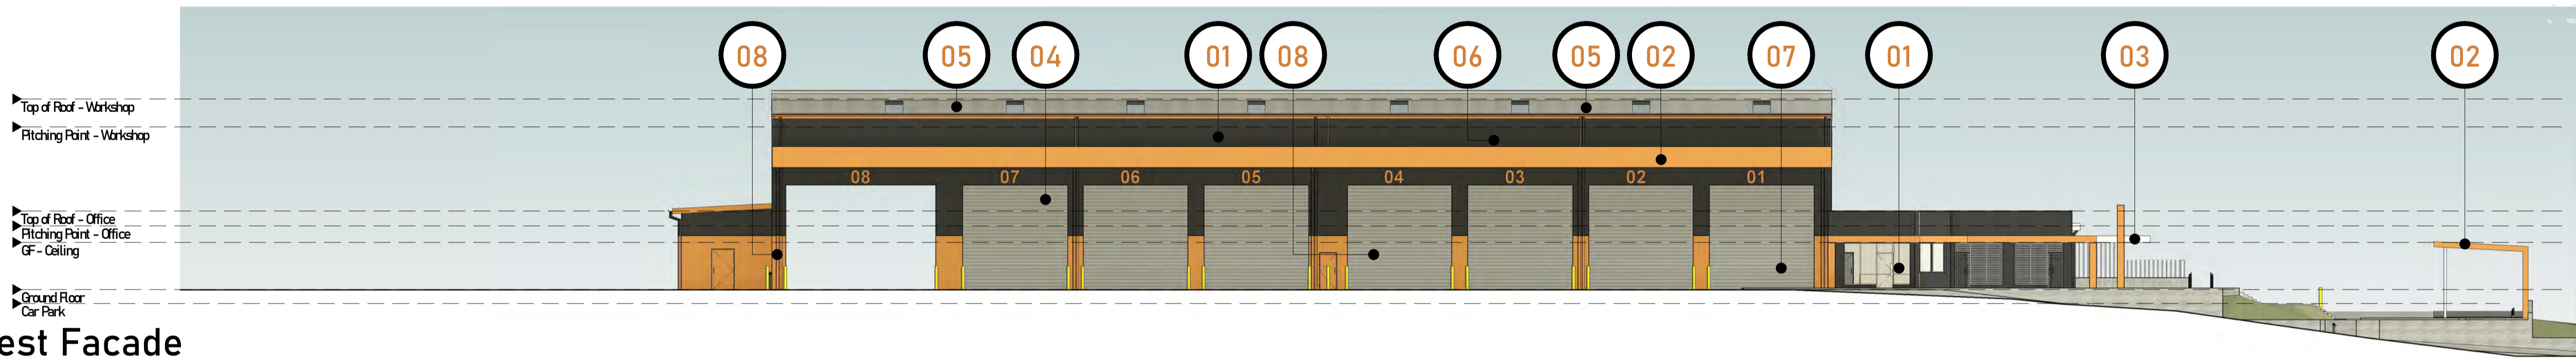 08 05 04 01 08 06 05 02 07 01 03 02
Top of Roof - Workshop
Pitching Point - Workshop
08 07 06 05 04 03 02 01
Top of Roof - Office
Pitching Point - Office
GF - Ceiling
Ground Floor
Car Park
est Facade